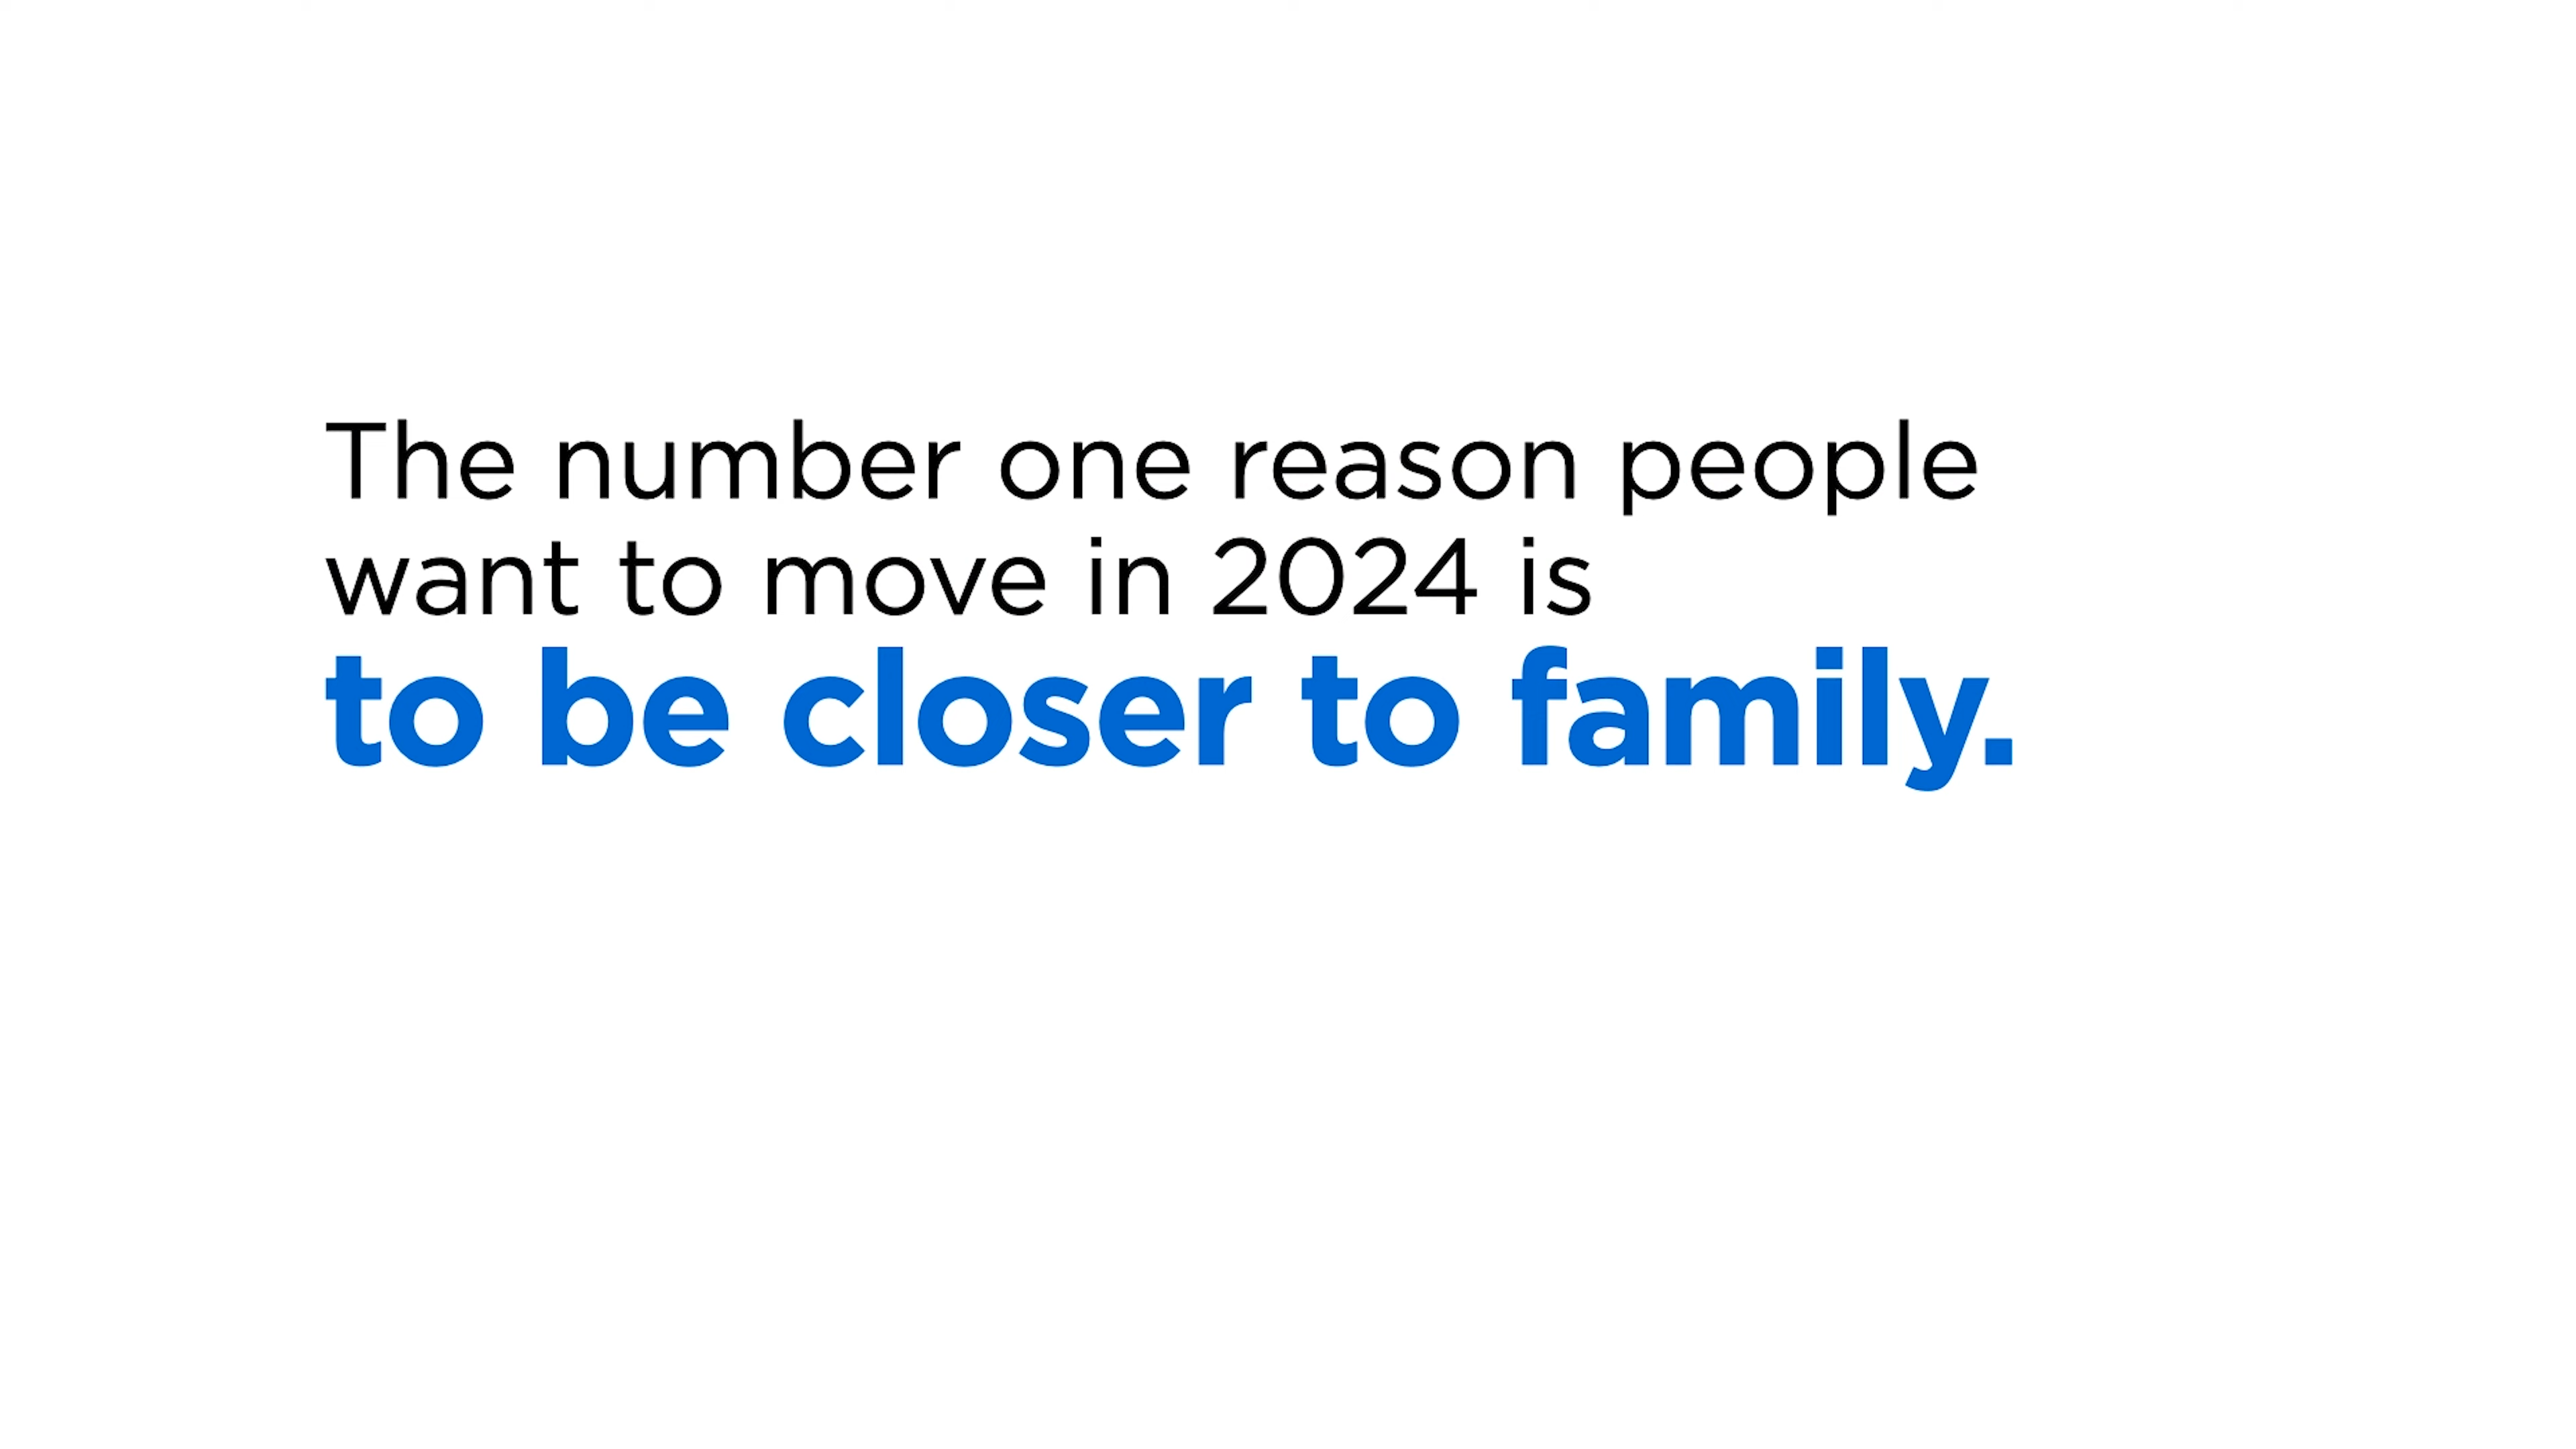 The number one reason people
want to move in 2024 is
to be closer to family.